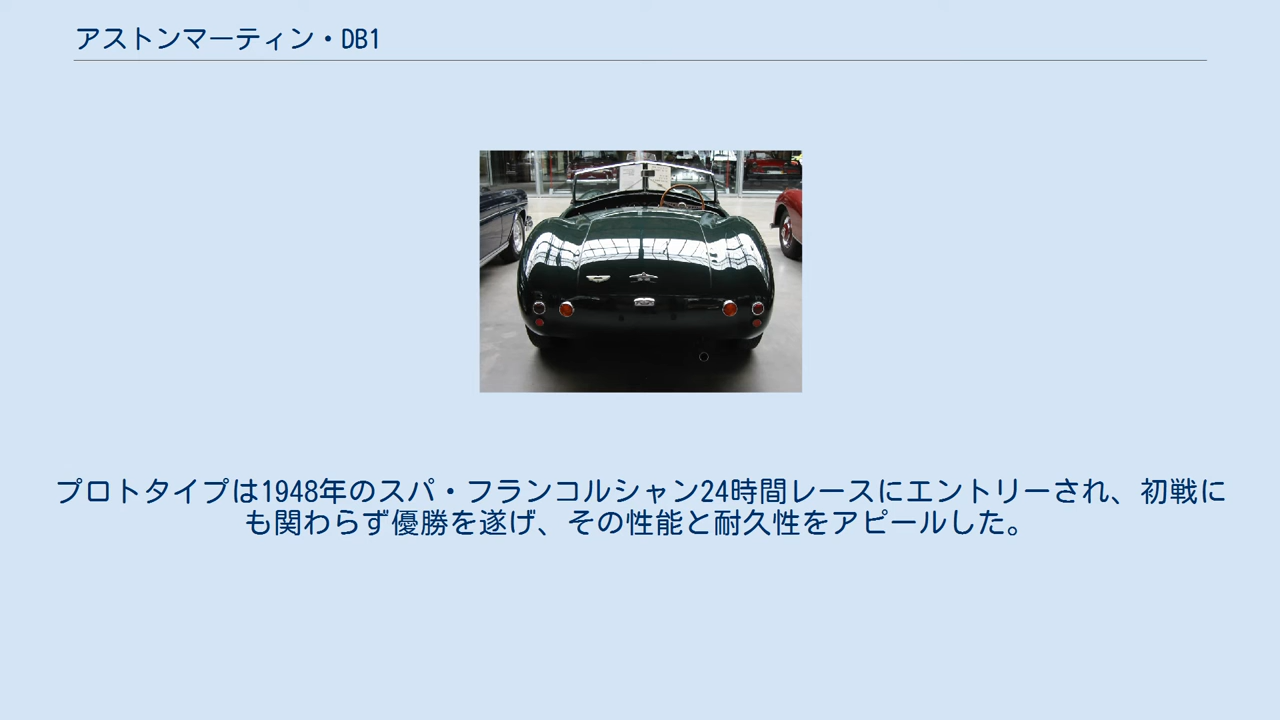 アストンマーティン・DB1
プロトタイプは1948年のスパ・フランコルシャン24時間レースにエントリーされ、初戦に
も関わらず優勝を遂げ、その性能と耐久性をアピールした。